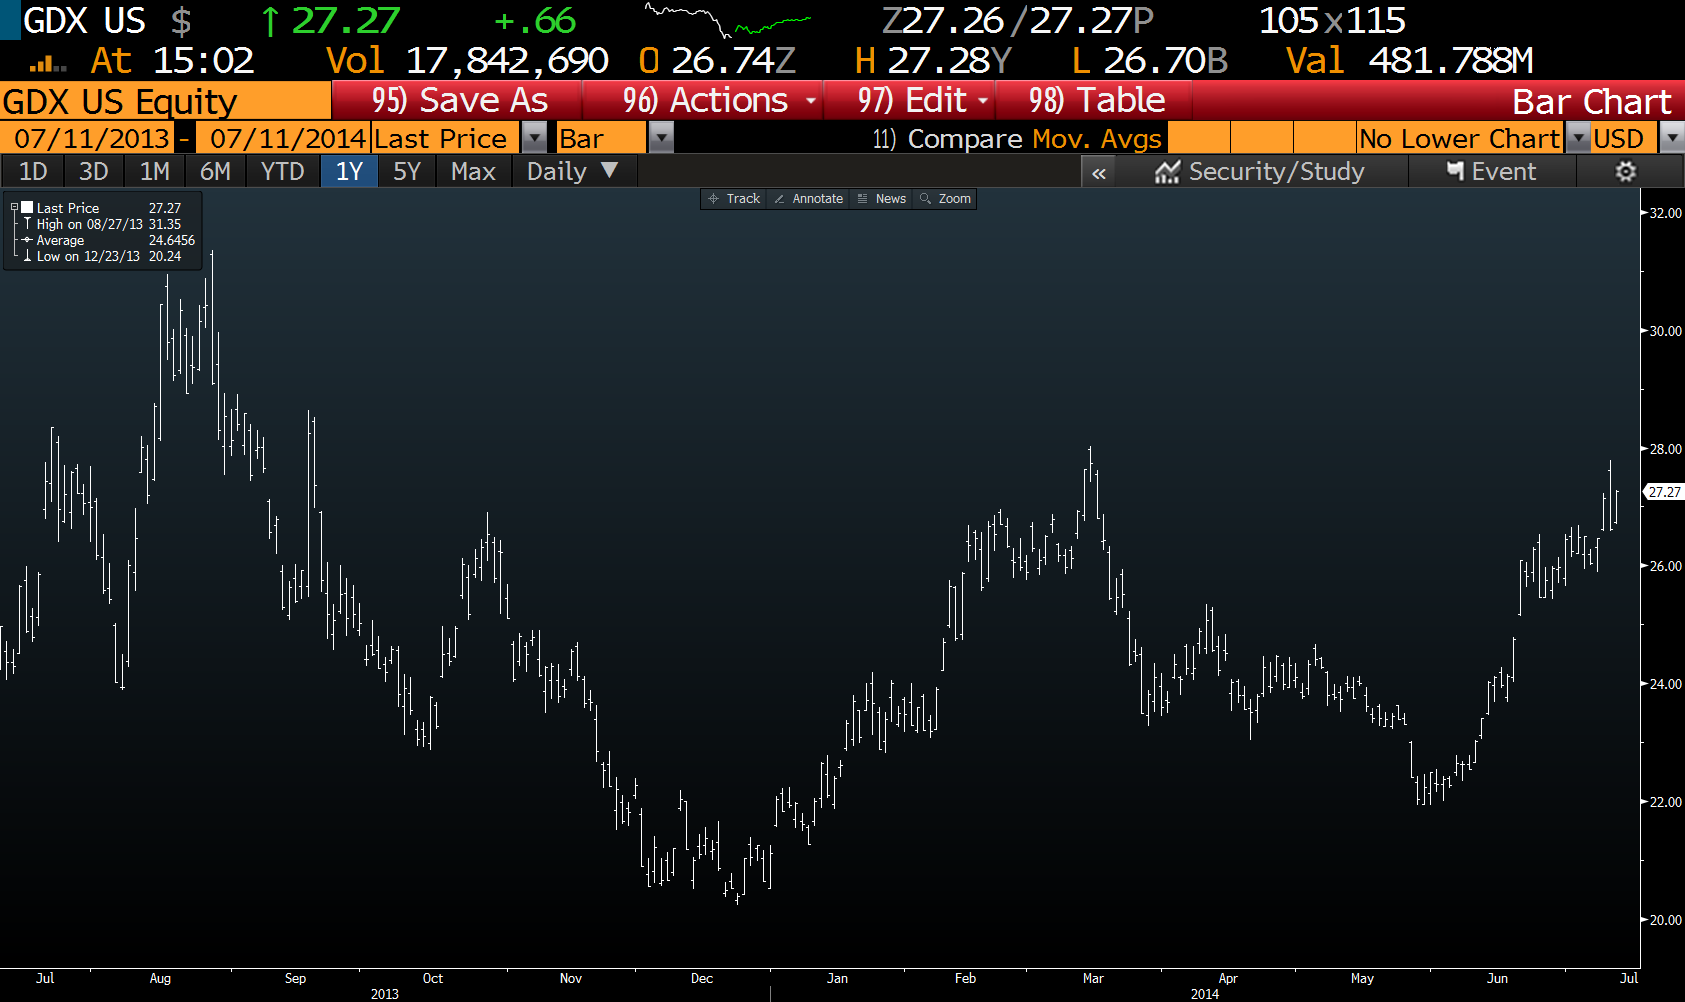 GDX US $ ↑ 27.27 +.66 Z27.26/27.27P 105x115
At 15:02 Vol 17,842,690 O 26.74Z H 27.28Y L 26.70B Val 481.788M
GDX US Equity 95) Save As 96) Actions 97) Edit 98) Table Bar Chart
07/11/2013 - 07/11/2014 Last Price Bar 11) Compare Mov. Avgs No Lower Chart USD
1D 3D 1M 6M YTD 1Y 5Y Max Daily ▼ « Security/Study Event
Track Annotate News Zoom
Last Price 27.27
High on 08/27/13 31.35
Average 24.6456
Low on 12/23/13 20.24
32.00
30.00
28.00
27.27
26.00
24.00
22.00
20.00
Jul Aug Sep Oct Nov Dec Jan Feb Mar Apr May Jun Jul
2013 2014